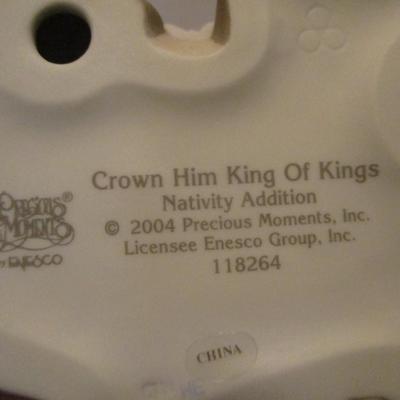 Crown Him King Of Kings
Nativity Addition
© 2004 Precious Moments, Inc.
Licensee Enesco Group, Inc.
118264
Precious®
Moments
BY ENESCO
CHINA